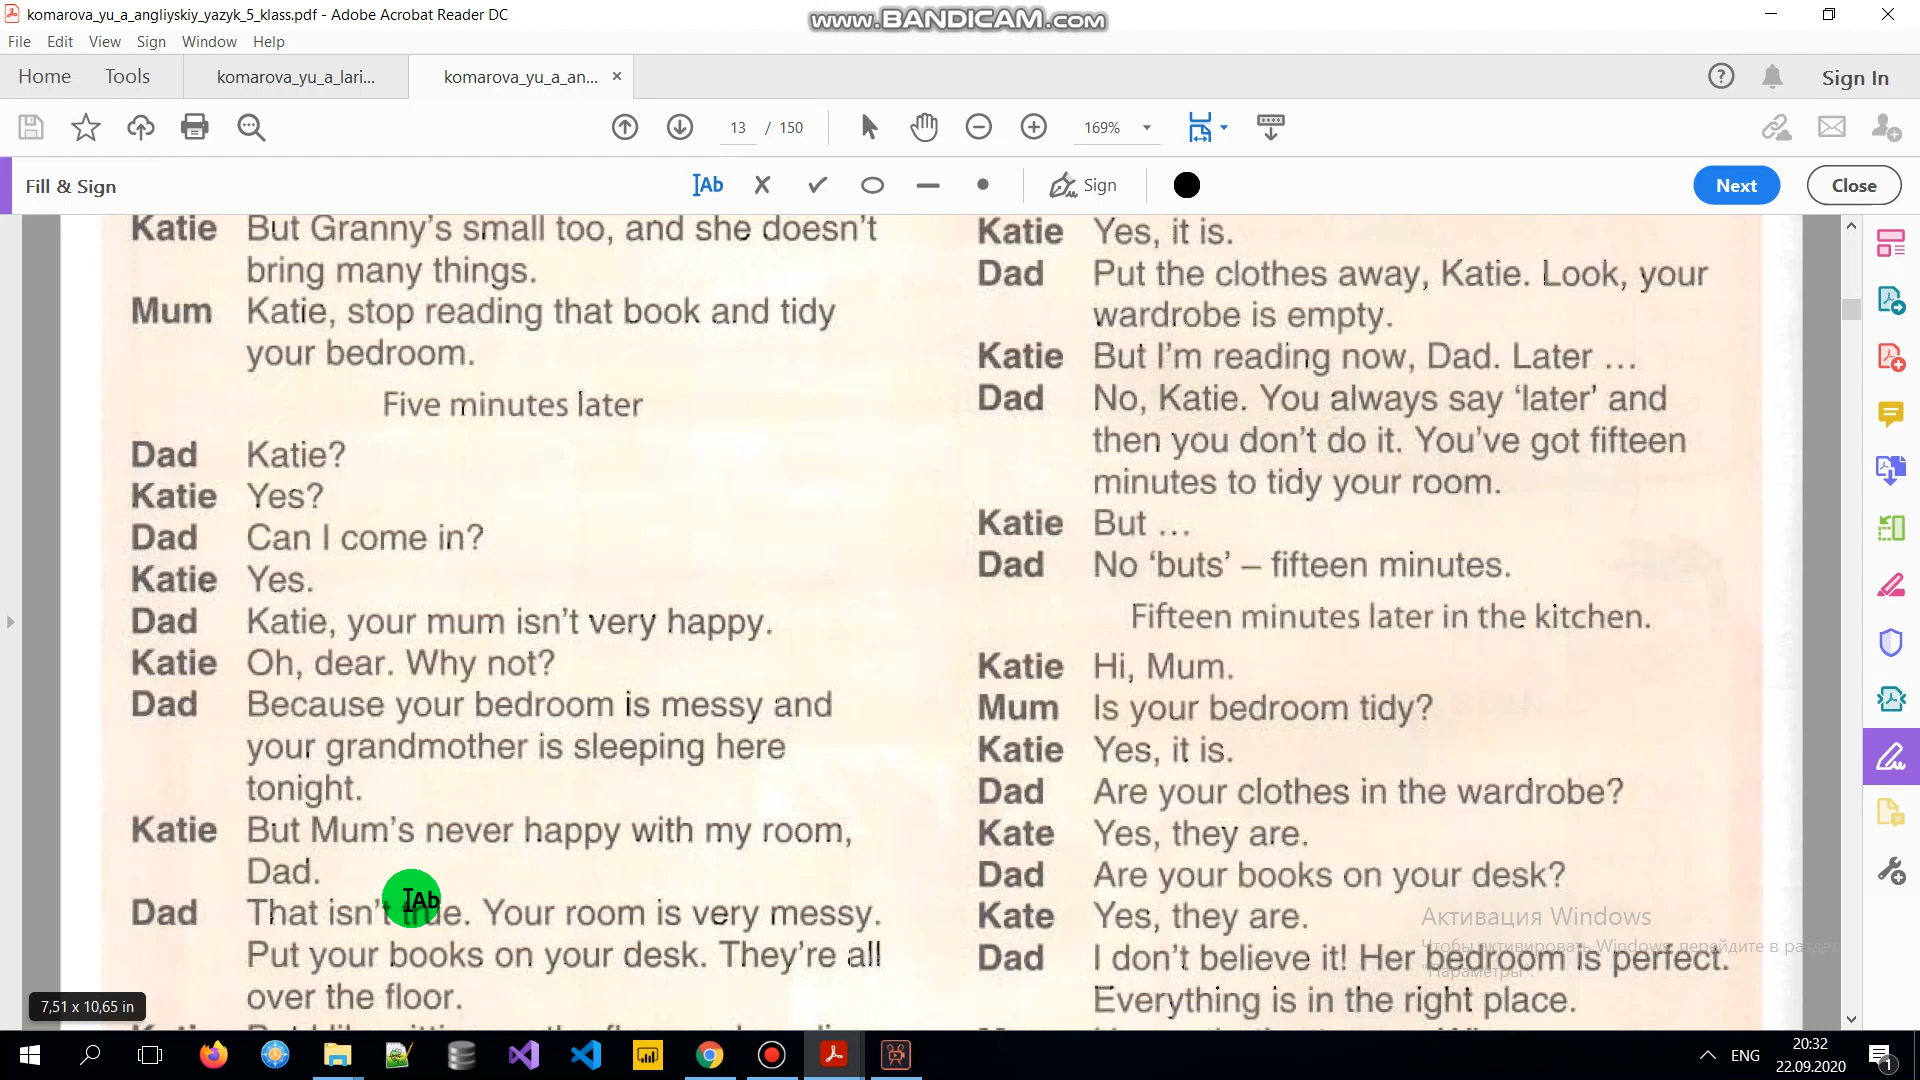 komarova_yu_a_angliyskiy_yazyk_5_klass.pdf - Adobe Acrobat Reader DC
www.BANDICAM.com
File Edit View Sign Window Help
Home Tools komarova_yu_a_lari... komarova_yu_a_an... × Sign In
13 / 150 169%
Fill & Sign Ab Sign Next Close
Katie But Granny's small too, and she doesn't
bring many things.
Mum Katie, stop reading that book and tidy
your bedroom.
Five minutes later
Dad Katie?
Katie Yes?
Dad Can I come in?
Katie Yes.
Dad Katie, your mum isn't very happy.
Katie Oh, dear. Why not?
Dad Because your bedroom is messy and
your grandmother is sleeping here
tonight.
Katie But Mum's never happy with my room,
Dad.
Dad That isn't true. Your room is very messy.
Put your books on your desk. They're all
over the floor.
Katie Yes, it is.
Dad Put the clothes away, Katie. Look, your
wardrobe is empty.
Katie But I'm reading now, Dad. Later ...
Dad No, Katie. You always say 'later' and
then you don't do it. You've got fifteen
minutes to tidy your room.
Katie But ...
Dad No 'buts' – fifteen minutes.
Fifteen minutes later in the kitchen.
Katie Hi, Mum.
Mum Is your bedroom tidy?
Katie Yes, it is.
Dad Are your clothes in the wardrobe?
Kate Yes, they are.
Dad Are your books on your desk?
Kate Yes, they are.
Dad I don't believe it! Her bedroom is perfect.
Everything is in the right place.
Активация Windows
Чтобы активировать Windows, перейдите в раздел
"Параметры".
Ab
7,51 x 10,65 in
ENG
20:32
22.09.2020
1